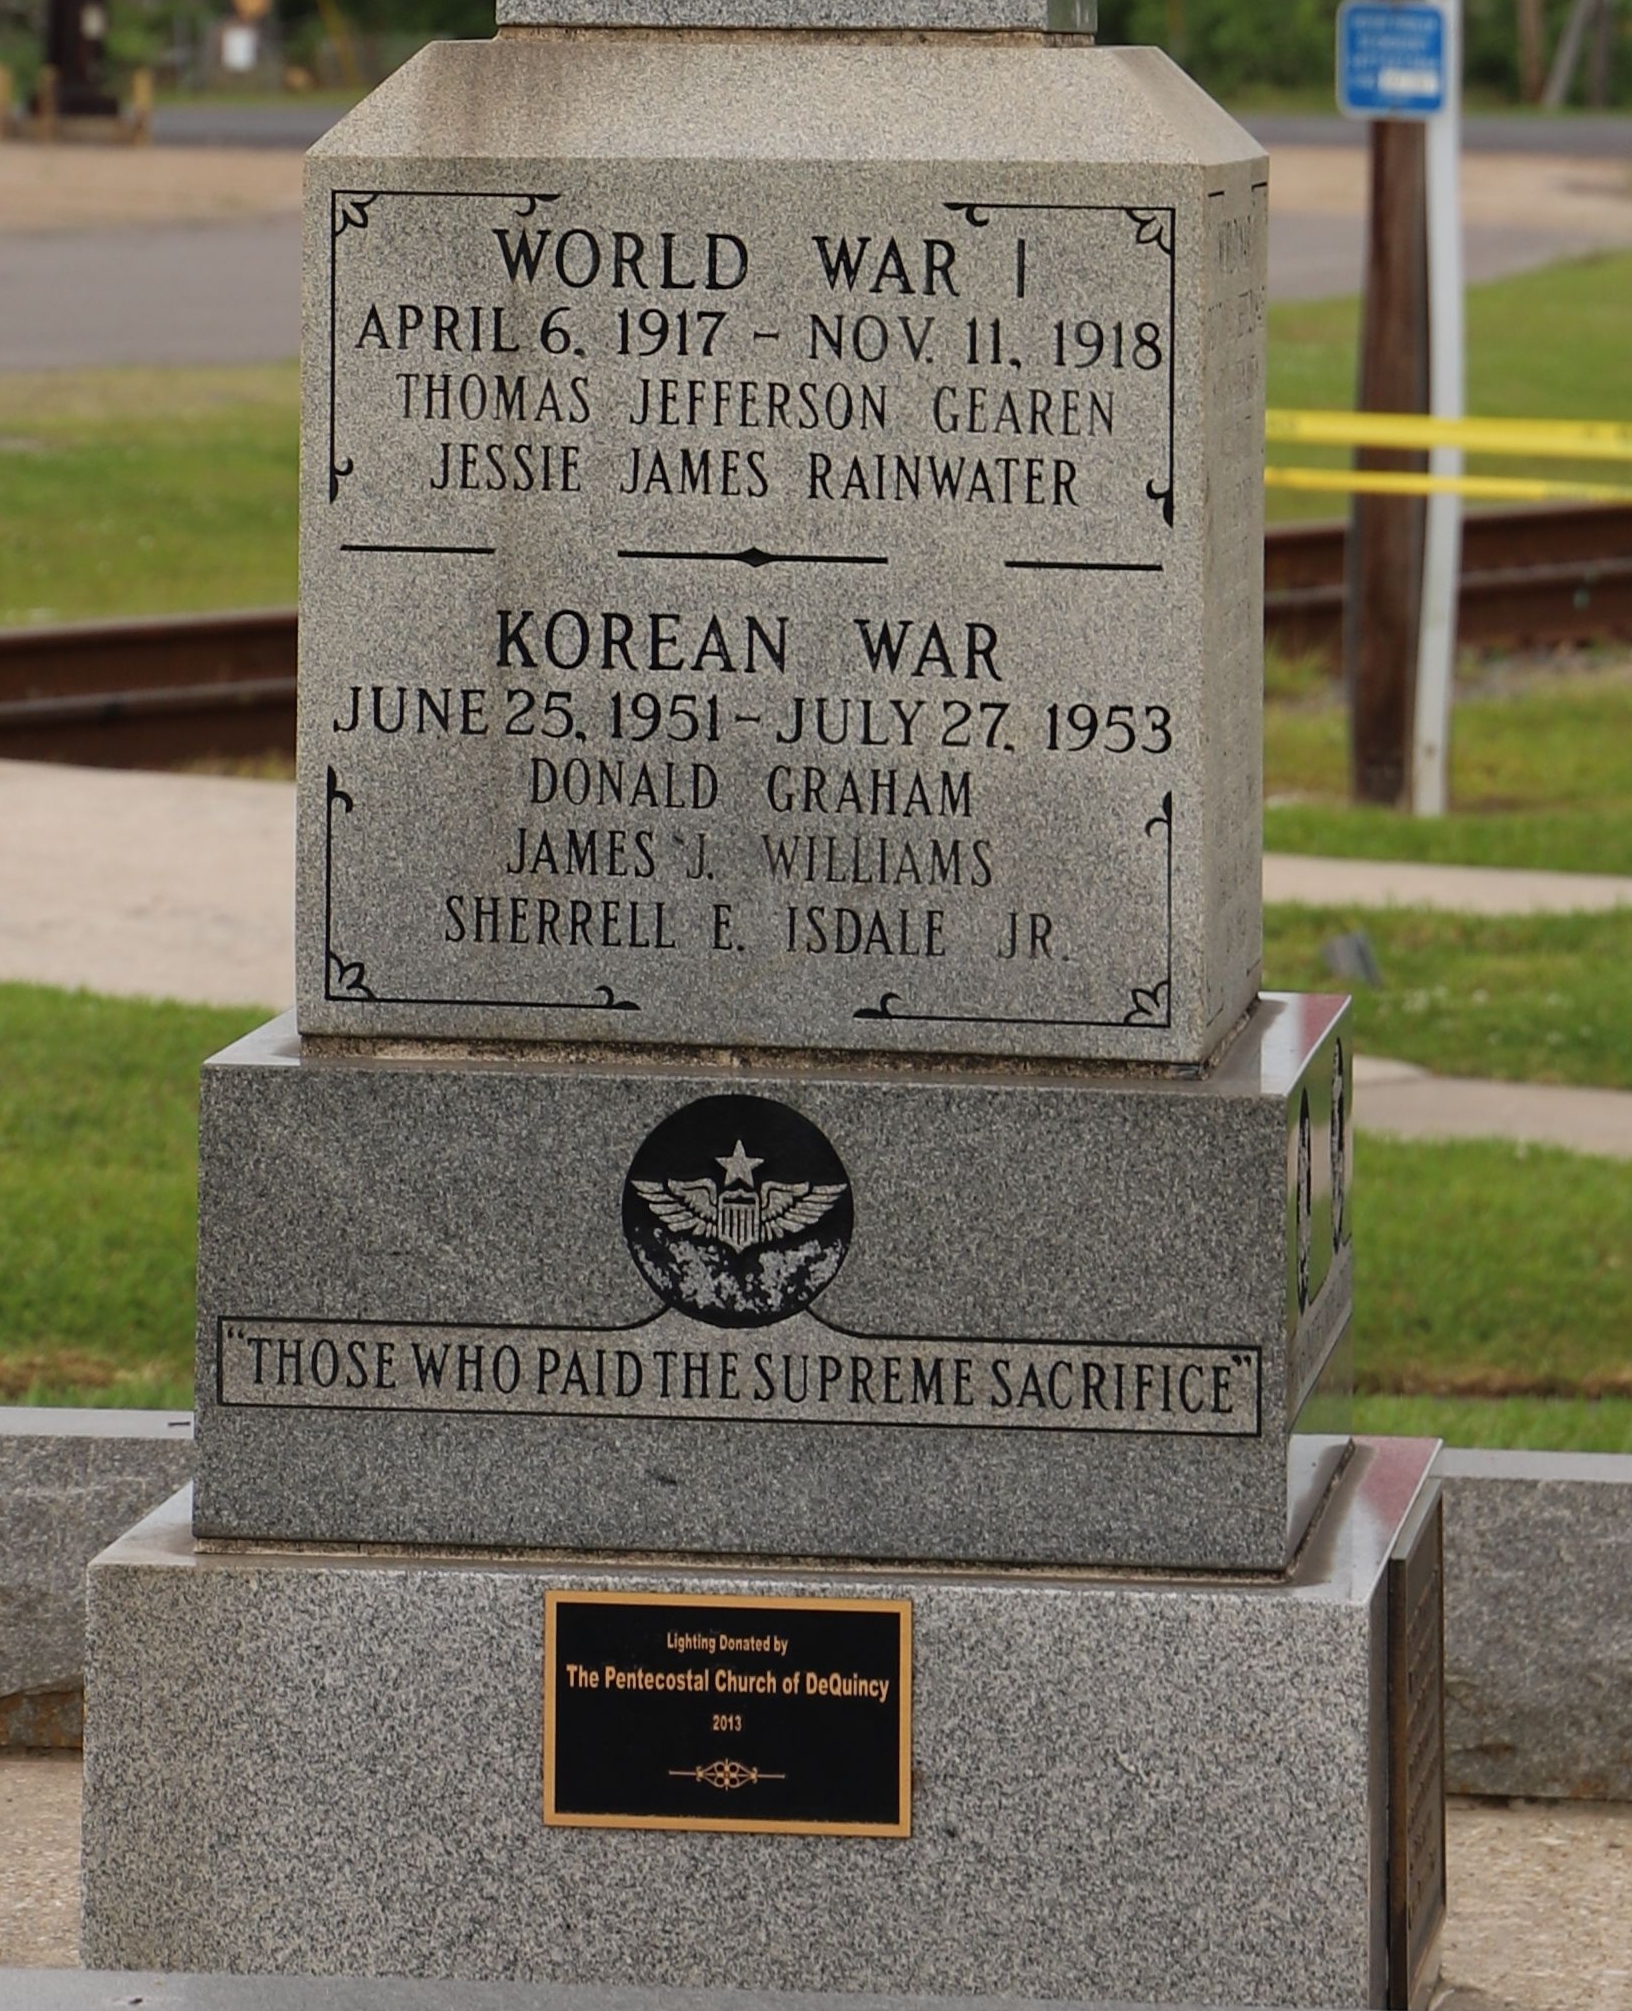 WORLD WAR I
APRIL 6, 1917 - NOV. 11, 1918
THOMAS JEFFERSON GEAREN
JESSIE JAMES RAINWATER
KOREAN WAR
JUNE 25, 1951 - JULY 27, 1953
DONALD GRAHAM
JAMES J. WILLIAMS
SHERRELL E. ISDALE JR.
"THOSE WHO PAID THE SUPREME SACRIFICE"
Lighting Donated by
The Pentecostal Church of DeQuincy
2013